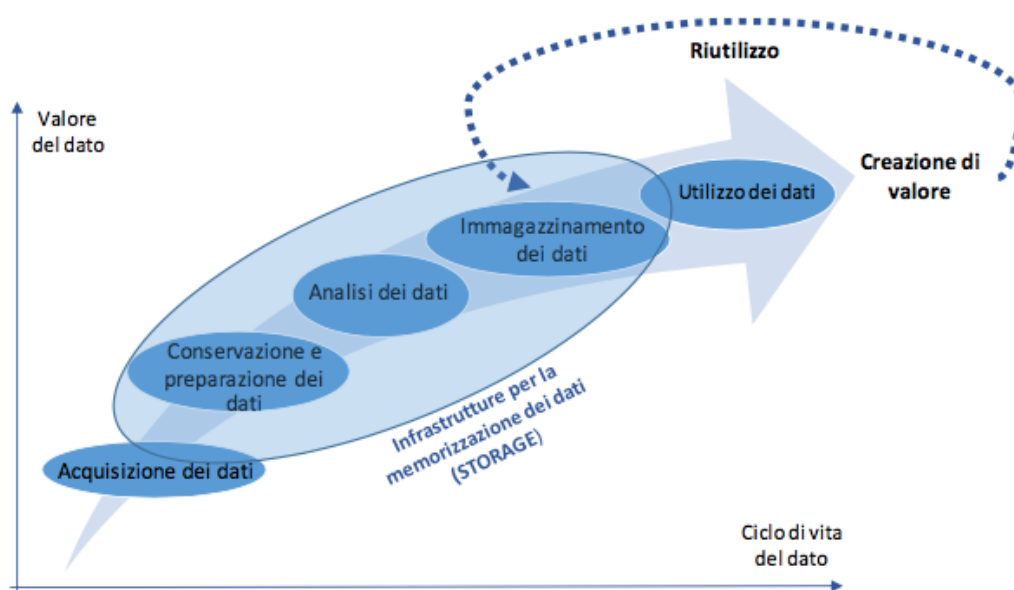 Riutilizzo
Valore
del dato
Creazione di
valore
Utilizzo dei dati
Immagazzinamento
dei dati
Analisi dei dati
Conservazione e
preparazione dei
dati
Infrastrutture per la
memorizzazione dei dati
(STORAGE)
Acquisizione dei dati
Ciclo di vita
del dato